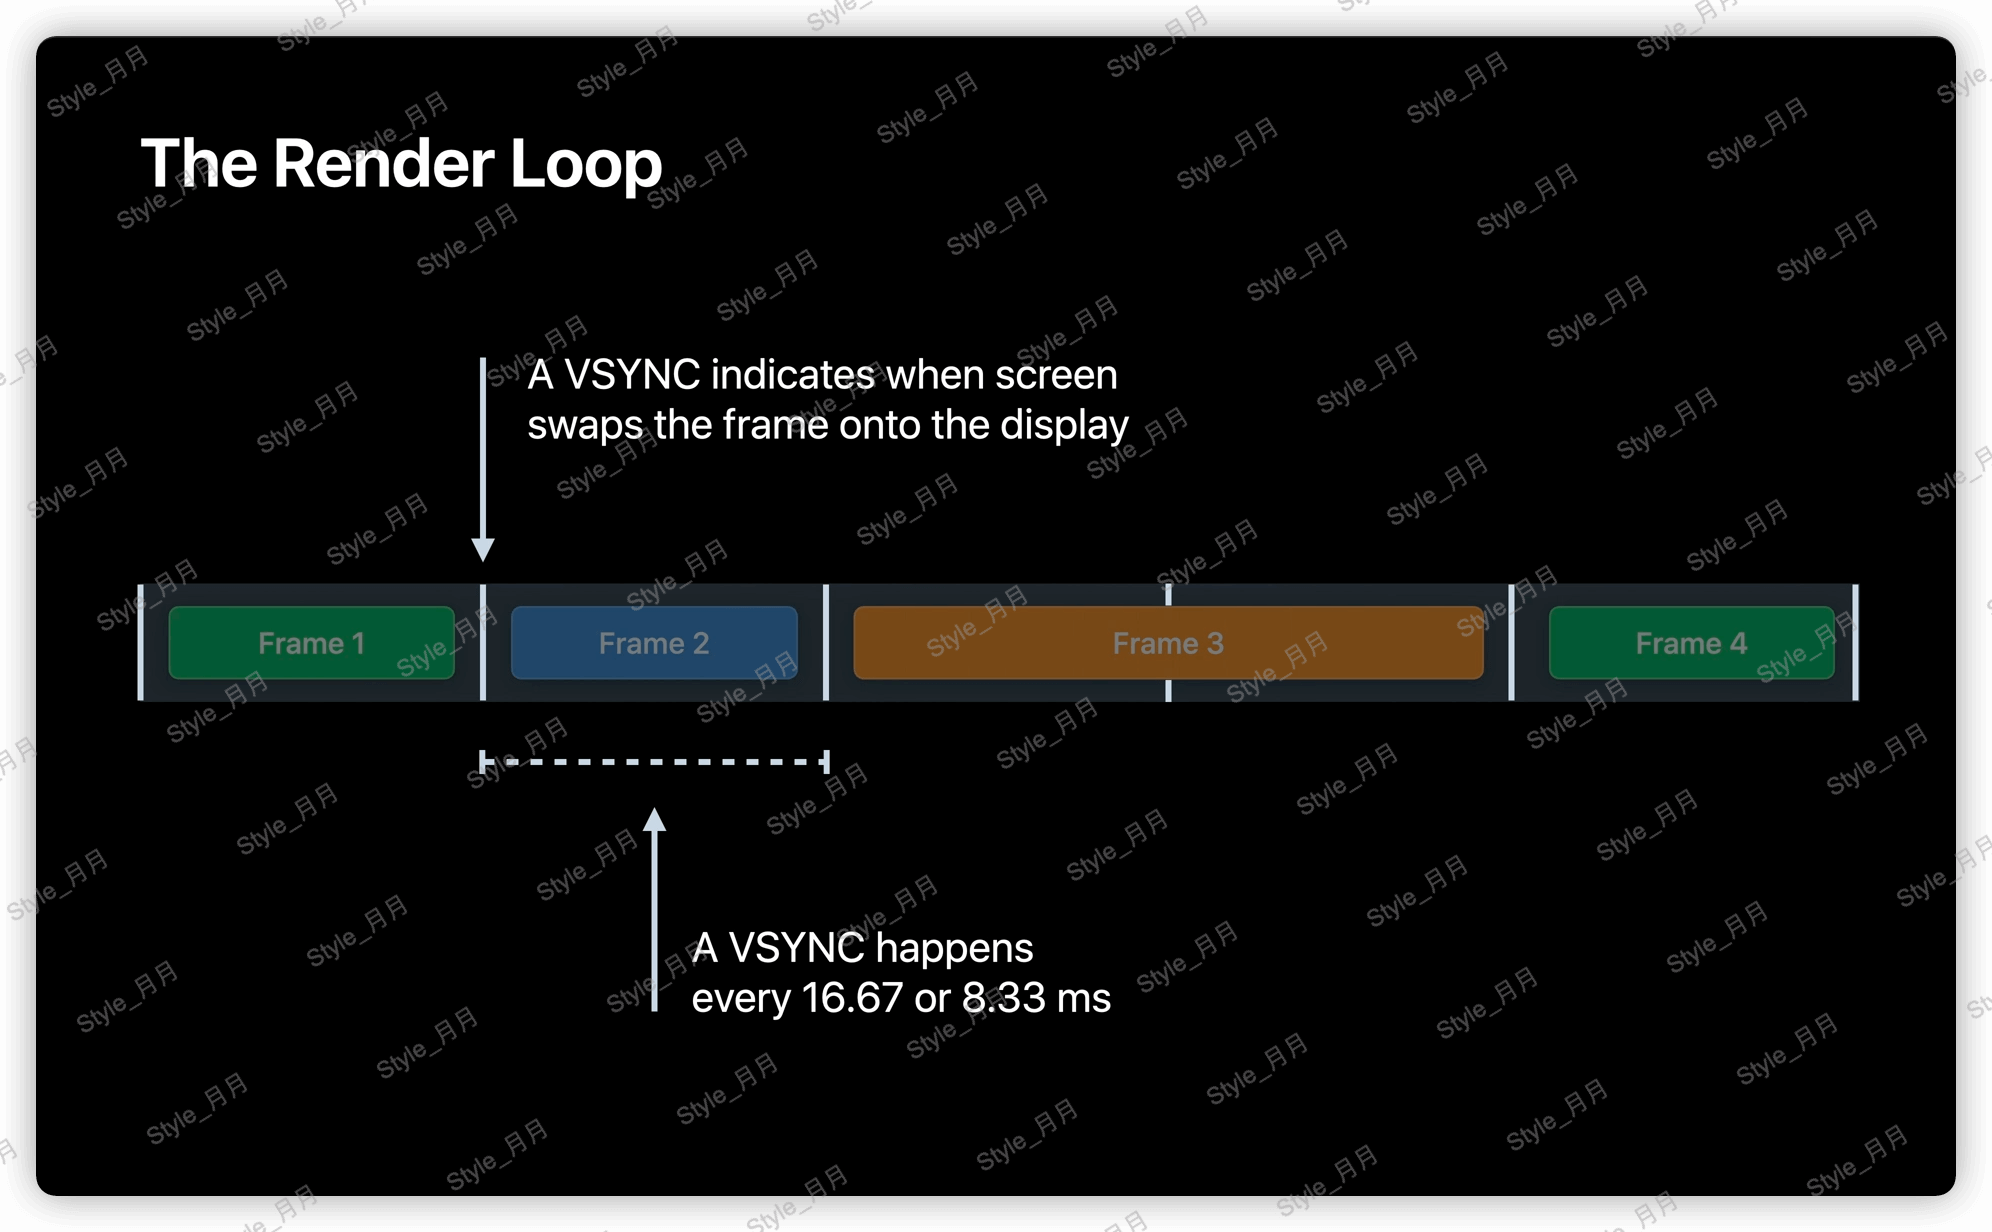 The Render Loop
A VSYNC indicates when screen
swaps the frame onto the display
Frame 1
Frame 2
Frame 3
Frame 4
A VSYNC happens
every 16.67 or 8.33 ms
Style_月月